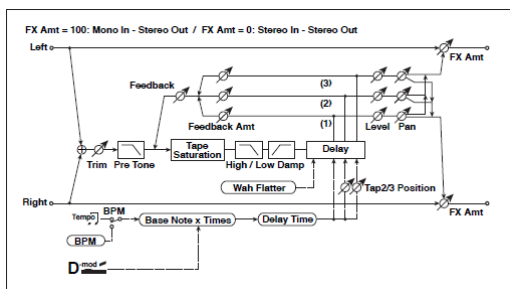 FX Amt = 100: Mono In - Stereo Out / FX Amt = 0: Stereo In - Stereo Out
Left
FX Amt
Feedback
(3)
(2)
(1)
Feedback Amt
Level Pan
Trim
Pre Tone
Tape Saturation
High / Low Damp
Delay
Wah Flatter
Tap2/3 Position
Right
FX Amt
Tempo
BPM
Base Note x Times
Delay Time
BPM
D-mod